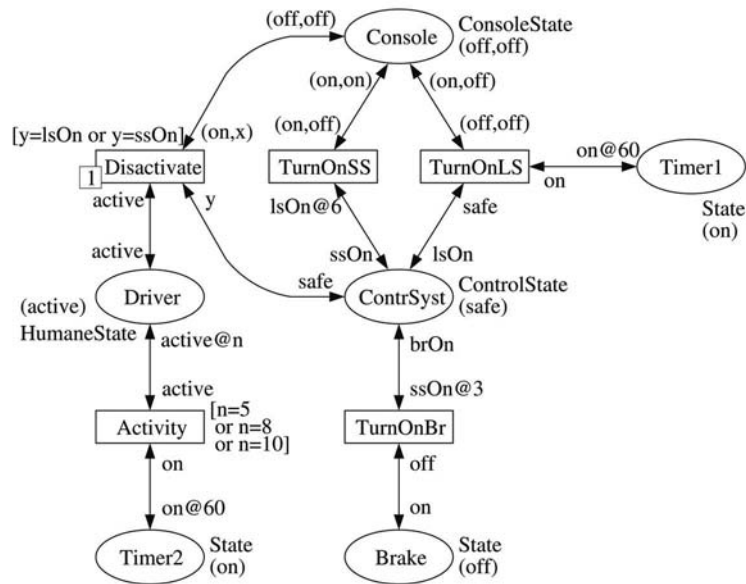 (off,off)
Console
ConsoleState
(off,off)
(on,on)
(on,off)
[y=lsOn or y=ssOn]
(on,x)
(on,off)
(off,off)
1
Disactivate
TurnOnSS
TurnOnLS
on@60
on
Timer1
State
(on)
active
y
lsOn@6
safe
active
ssOn
lsOn
safe
Driver
(active)
HumaneState
ContrSyst
ControlState
(safe)
active@n
brOn
active
ssOn@3
Activity
[n=5
or n=8
or n=10]
TurnOnBr
on
off
on@60
on
Timer2
State
(on)
Brake
State
(off)